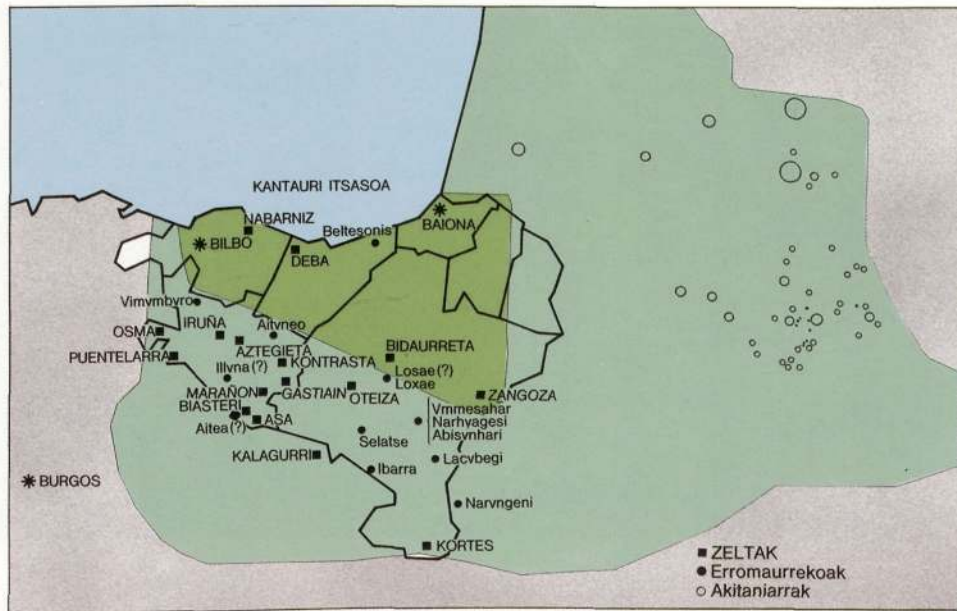 KANTAURI ITSASOA
NABARNIZ
BILBO
DEBA
Beltesonis
BAIONA
Vimvmbyro
OSMA
IRUÑA
Aitvneo
AZTEGIETA
PUENTELARRA
KONTRASTA
BIDAURRETA
Illvna (?)
Losae (?)
Loxae
MARAÑON
GASTIAIN
OTEIZA
ZANGOZA
BIASTERI
Aitea (?)
ASA
Vmmesahar
Narhvagesi
Abisvnhari
Selatse
KALAGURRI
Ibarra
Lacvbegi
BURGOS
Narvngeni
KORTES
ZELTAK
Erromaurrekoak
Akitaniarrak